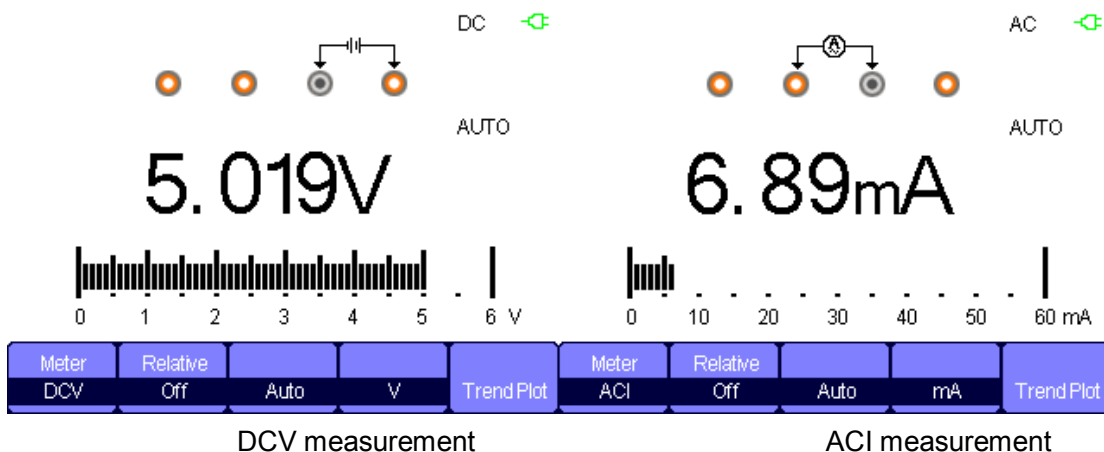 DC
AUTO
5.019V
0 1 2 3 4 5 6 V
Meter Relative
DCV Off Auto V Trend Plot
DCV measurement
AC
A
AUTO
6.89mA
0 10 20 30 40 50 60 mA
Meter Relative
ACI Off Auto mA Trend Plot
ACI measurement